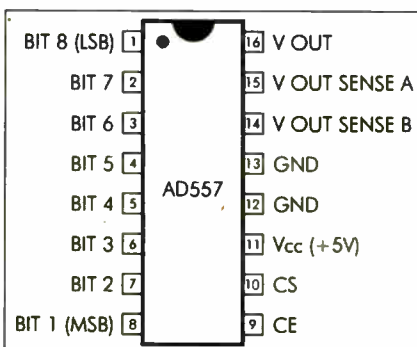 BIT 8 (LSB) 1 16 V OUT
BIT 7 2 15 V OUT SENSE A
BIT 6 3 14 V OUT SENSE B
BIT 5 4 13 GND
BIT 4 5 AD557 12 GND
BIT 3 6 11 Vcc (+5V)
BIT 2 7 10 CS
BIT 1 (MSB) 8 9 CE